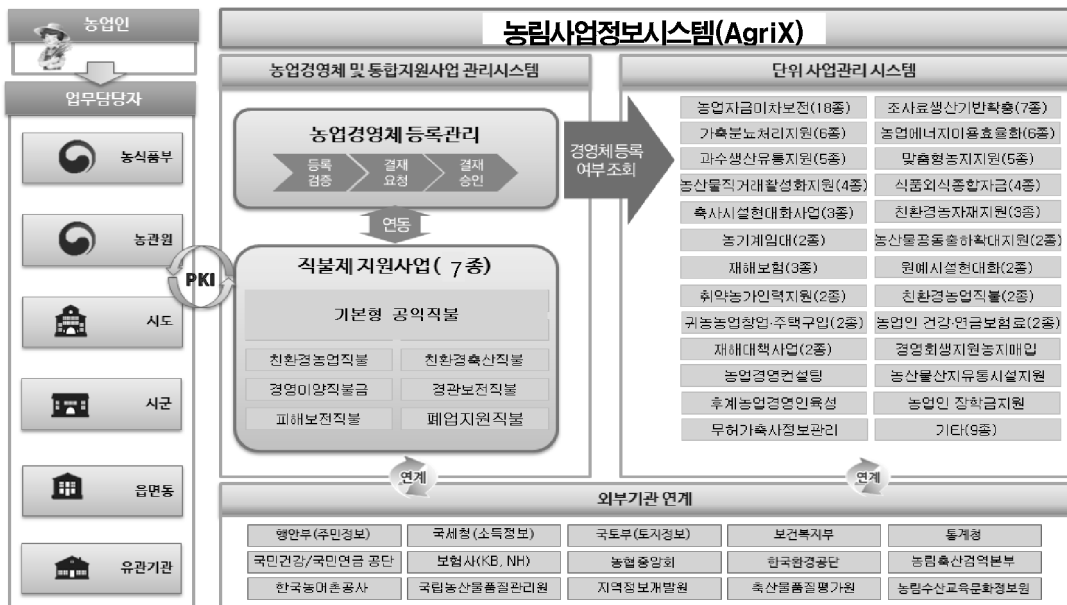 농업인
업무담당자
농식품부
농관원
시도
시군
읍면동
유관기관
PKI
농림사업정보시스템(AgriX)
농업경영체 및 통합지원사업 관리시스템
농업경영체 등록관리
등록
검증
결재
요청
결재
승인
연동
직불제 지원사업( 7종)
기본형 공익직불
친환경농업직불 친환경축산직불
경영이양직불금 경관보전직불
피해보전직불 폐업지원직불
경영체 등록
여부 조회
단위 사업관리 시스템
농업자금이차보전(18종) 조사료생산기반확충(7종)
가축분뇨처리지원(6종) 농업에너지이용효율화(6종)
과수생산유통지원(5종) 맞춤형농지지원(5종)
농산물직거래활성화지원(4종) 식품외식종합자금(4종)
축사시설현대화사업(3종) 친환경농자재지원(3종)
농기계임대(2종) 농산물공동출하확대지원(2종)
재해보험(3종) 원예시설현대화(2종)
취약농가인력지원(2종) 친환경농업직불(2종)
귀농농업창업·주택구입(2종) 농업인 건강·연금보험료(2종)
재해대책사업(2종) 경영회생지원농지매입
농업경영컨설팅 농산물산지유통시설지원
후계농업경영인육성 농업인 장학금지원
무허가축사정보관리 기타(9종)
연계
연계
외부기관 연계
행안부(주민정보) 국세청(소득정보) 국토부(토지정보) 보건복지부 통계청
국민건강/국민연금 공단 보험사(KB, NH) 농협중앙회 한국환경공단 농림축산검역본부
한국농어촌공사 국립농산물품질관리원 지역정보개발원 축산물품질평가원 농림수산교육문화정보원